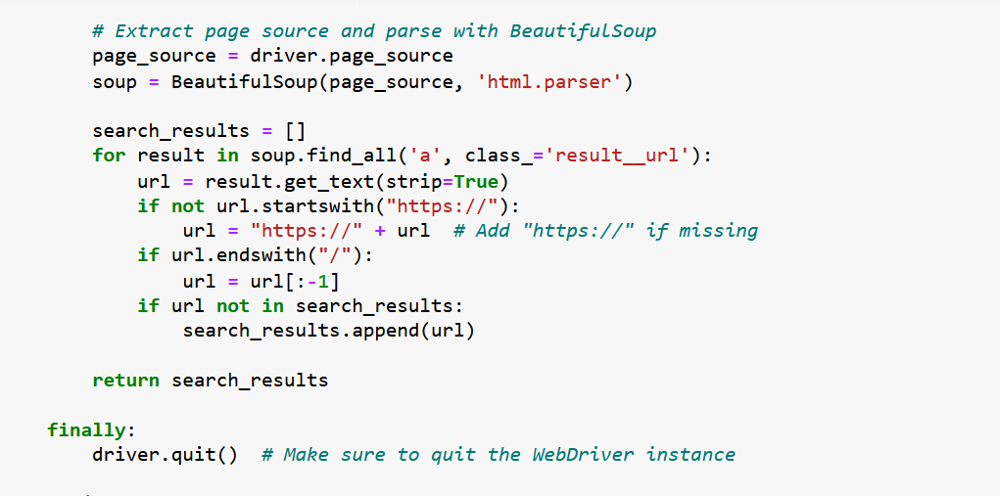 # Extract page source and parse with BeautifulSoup
page_source = driver.page_source
soup = BeautifulSoup(page_source, 'html.parser')
search_results = []
for result in soup.find_all('a', class_='result__url'):
url = result.get_text(strip=True)
if not url.startswith("https://"):
url = "https://" + url  # Add "https://" if missing
if url.endswith("/"):
url = url[:-1]
if url not in search_results:
search_results.append(url)
return search_results
finally:
driver.quit()  # Make sure to quit the WebDriver instance